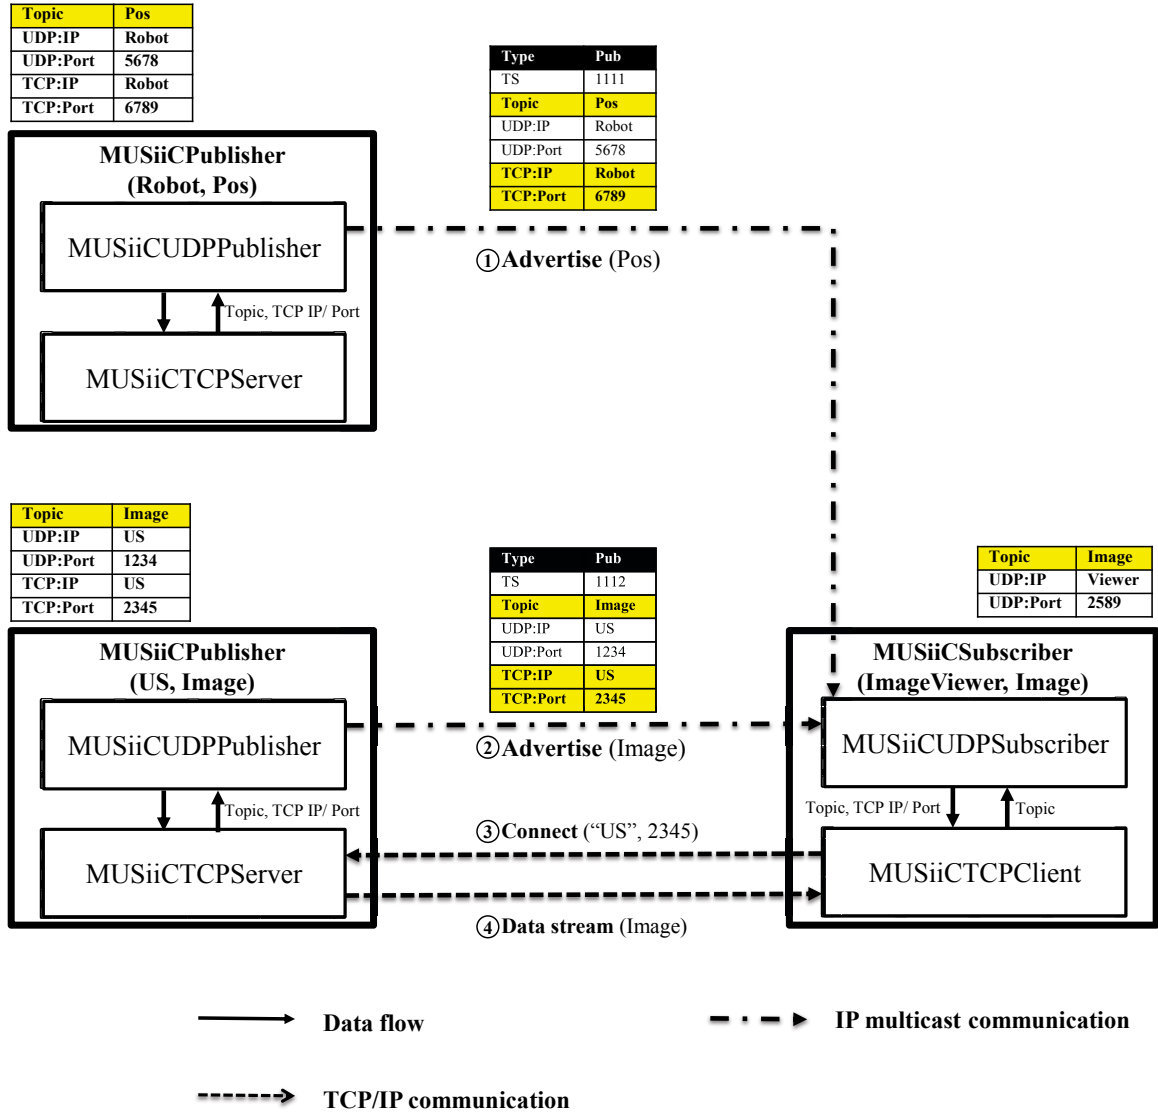 Topic Pos
UDP:IP Robot
UDP:Port 5678
TCP:IP Robot
TCP:Port 6789
Type Pub
TS 1111
Topic Pos
UDP:IP Robot
UDP:Port 5678
TCP:IP Robot
TCP:Port 6789
MUSiiCPublisher
(Robot, Pos)
MUSiiCUDPPublisher
Topic, TCP IP/ Port
MUSiiCTCPServer
①Advertise (Pos)
Topic Image
UDP:IP US
UDP:Port 1234
TCP:IP US
TCP:Port 2345
Type Pub
TS 1112
Topic Image
UDP:IP US
UDP:Port 1234
TCP:IP US
TCP:Port 2345
Topic Image
UDP:IP Viewer
UDP:Port 2589
MUSiiCPublisher
(US, Image)
MUSiiCUDPPublisher
Topic, TCP IP/ Port
MUSiiCTCPServer
②Advertise (Image)
③Connect (“US”, 2345)
④Data stream (Image)
MUSiiCSubscriber
(ImageViewer, Image)
MUSiiCUDPSubscriber
Topic, TCP IP/ Port
Topic
MUSiiCTCPClient
Data flow
IP multicast communication
TCP/IP communication